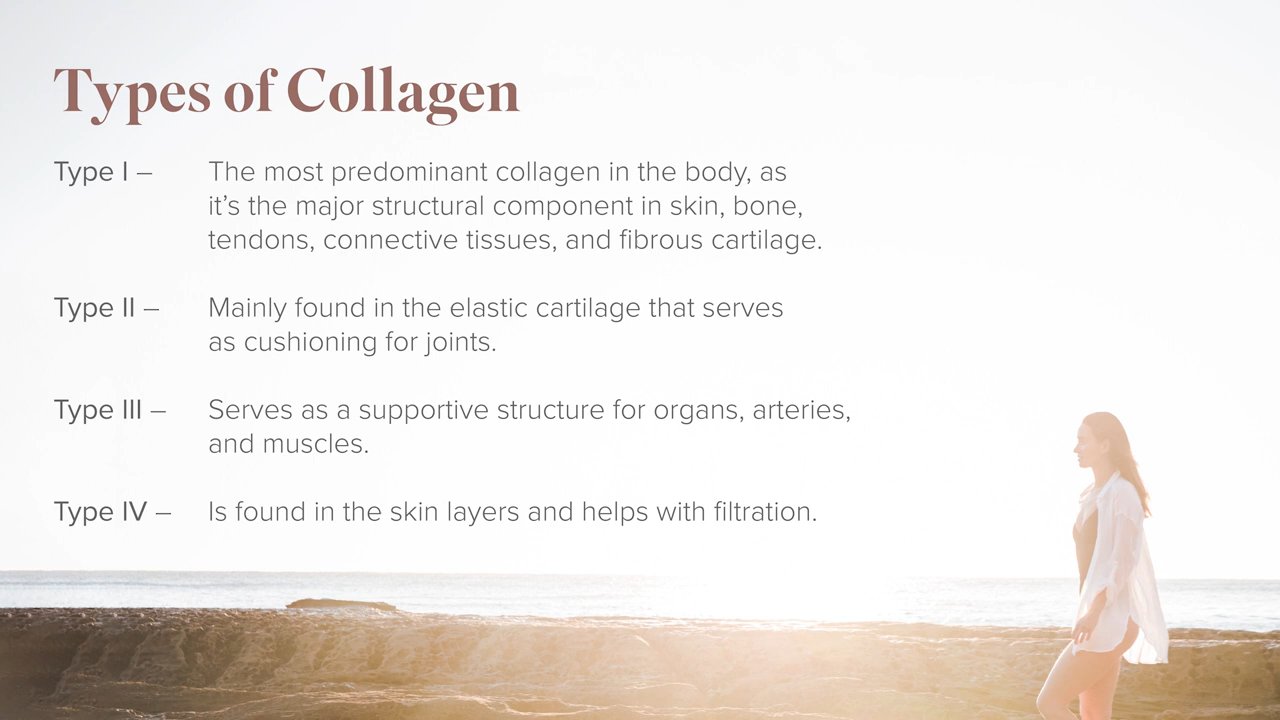 Types of Collagen
Type I – The most predominant collagen in the body, as
it’s the major structural component in skin, bone,
tendons, connective tissues, and fibrous cartilage.
Type II – Mainly found in the elastic cartilage that serves
as cushioning for joints.
Type III – Serves as a supportive structure for organs, arteries,
and muscles.
Type IV – Is found in the skin layers and helps with filtration.